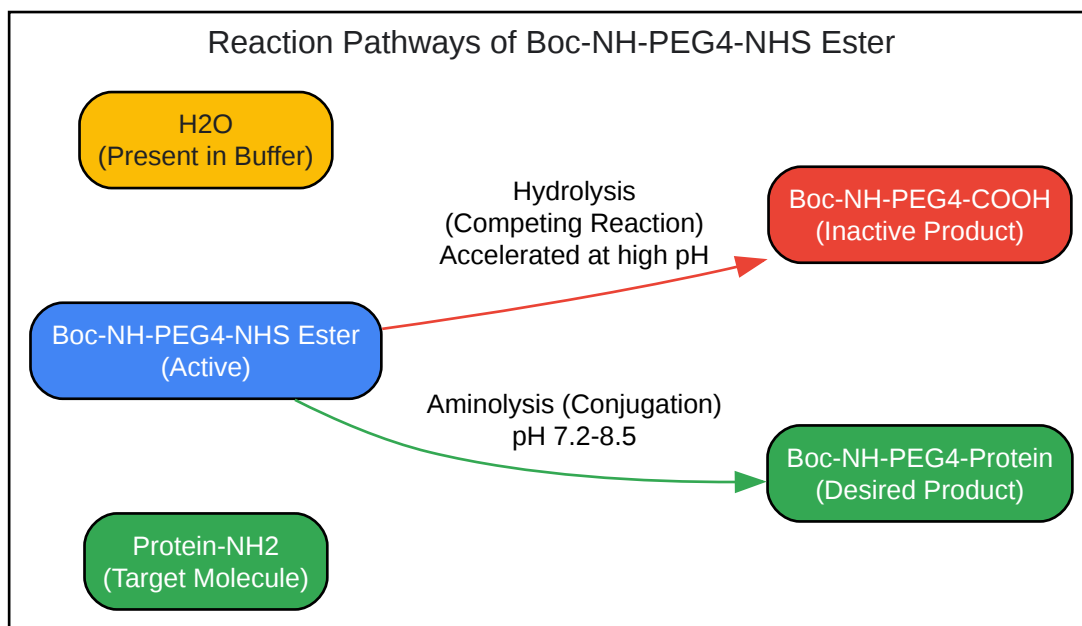 Reaction Pathways of Boc-NH-PEG4-NHS Ester
H2O
(Present in Buffer)
Hydrolysis
(Competing Reaction)
Accelerated at high pH
Boc-NH-PEG4-COOH
(Inactive Product)
Boc-NH-PEG4-NHS Ester
(Active)
Aminolysis (Conjugation)
pH 7.2-8.5
Boc-NH-PEG4-Protein
(Desired Product)
Protein-NH2
(Target Molecule)